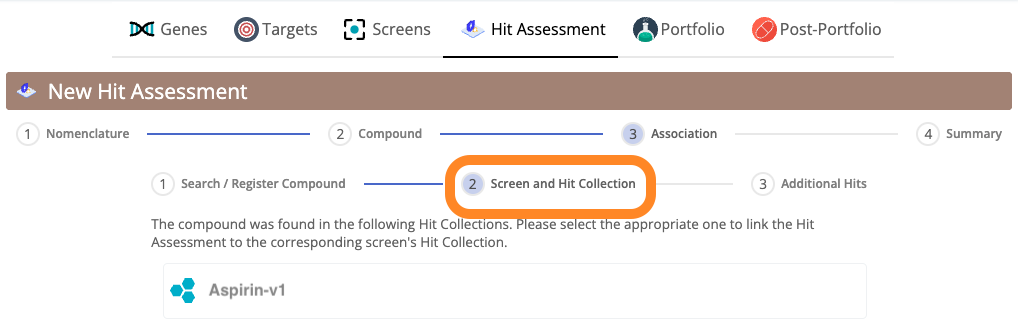 Genes Targets Screens Hit Assessment Portfolio Post-Portfolio
New Hit Assessment
1 Nomenclature 2 Compound 3 Association 4 Summary
1 Search / Register Compound 2 Screen and Hit Collection 3 Additional Hits
The compound was found in the following Hit Collections. Please select the appropriate one to link the Hit
Assessment to the corresponding screen's Hit Collection.
Aspirin-v1